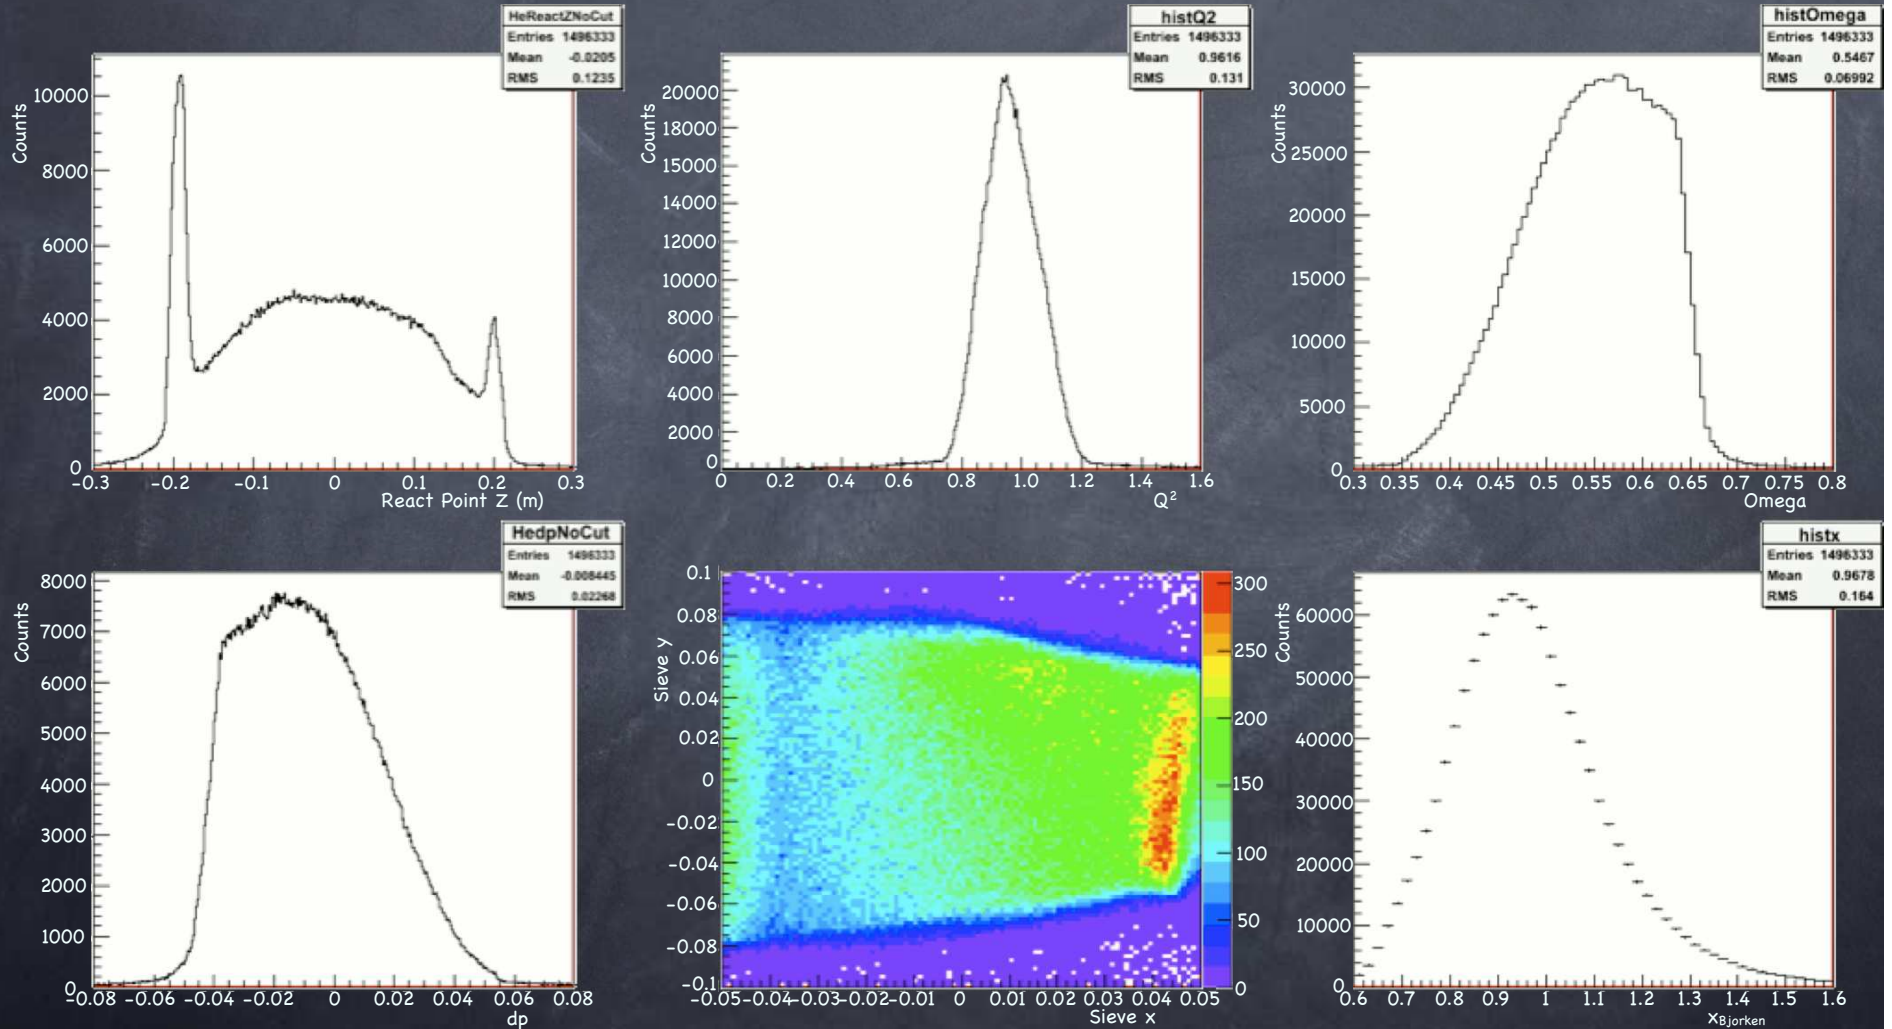 HeReactZNoCut
Entries 1496333
Mean -0.0205
RMS 0.1235
Counts
10000
8000
6000
4000
2000
0
-0.3 -0.2 -0.1 0 0.1 0.2 0.3
React Point Z (m)
histQ2
Entries 1496333
Mean 0.9616
RMS 0.131
Counts
20000
18000
16000
15000
14000
12000
10000
8000
6000
4000
2000
0
0 0.2 0.4 0.6 0.8 1.0 1.2 1.4 1.6
Q²
histOmega
Entries 1496333
Mean 0.5467
RMS 0.06992
Counts
30000
25000
20000
15000
10000
5000
0
0.3 0.35 0.4 0.45 0.5 0.55 0.6 0.65 0.7 0.75 0.8
Omega
HedpNoCut
Entries 1496333
Mean -0.008445
RMS 0.02268
Counts
8000
7000
6000
5000
4000
3000
2000
1000
0
-0.08 -0.06 -0.04 -0.02 0 0.02 0.04 0.06 0.08
dp
Sieve y
0.1
0.08
0.06
0.04
0.02
0
-0.02
-0.04
-0.06
-0.08
-0.1
-0.05 -0.04 -0.03 -0.02 -0.01 0 0.01 0.02 0.03 0.04 0.05
Sieve x
300
250
200
150
100
50
0
Counts
histx
Entries 1496333
Mean 0.9678
RMS 0.164
60000
50000
40000
30000
20000
10000
0
0.6 0.7 0.8 0.9 1 1.1 1.2 1.3 1.4 1.6
xBjorken